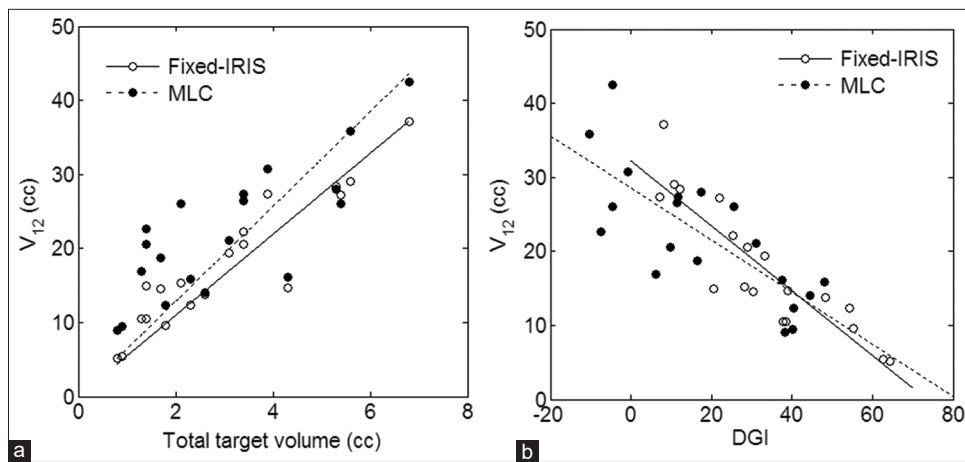 50
40
30
20
10
0
V12 (cc)
Fixed-IRIS
MLC
0 2 4 6 8
Total target volume (cc)
a
50
40
30
20
10
0
V12 (cc)
Fixed-IRIS
MLC
-20 0 20 40 60 80
DGI
b